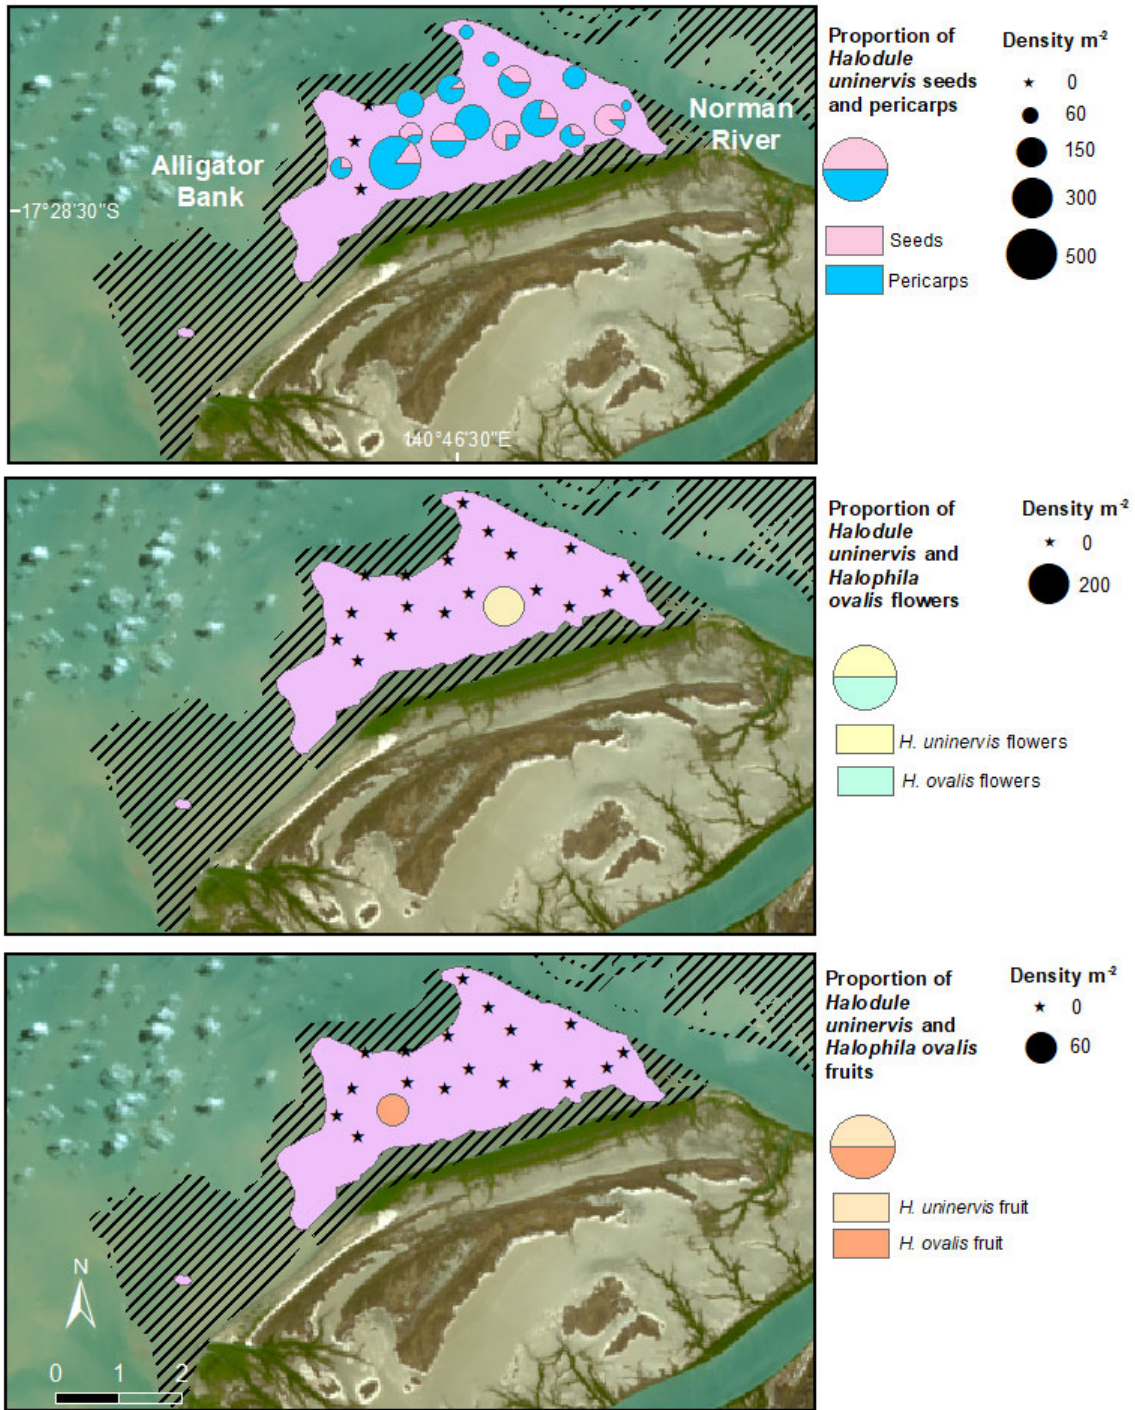 Alligator
Bank
Norman
River
17°28'30"S
140°46'30"E
Proportion of
Halodule
uninervis seeds
and pericarps
Seeds
Pericarps
Density m-2
0
60
150
300
500
Proportion of
Halodule
uninervis and
Halophila
ovalis flowers
H. uninervis flowers
H. ovalis flowers
Density m-2
0
200
Proportion of
Halodule
uninervis and
Halophila ovalis
fruits
H. uninervis fruit
H. ovalis fruit
Density m-2
0
60
N
0 1 2